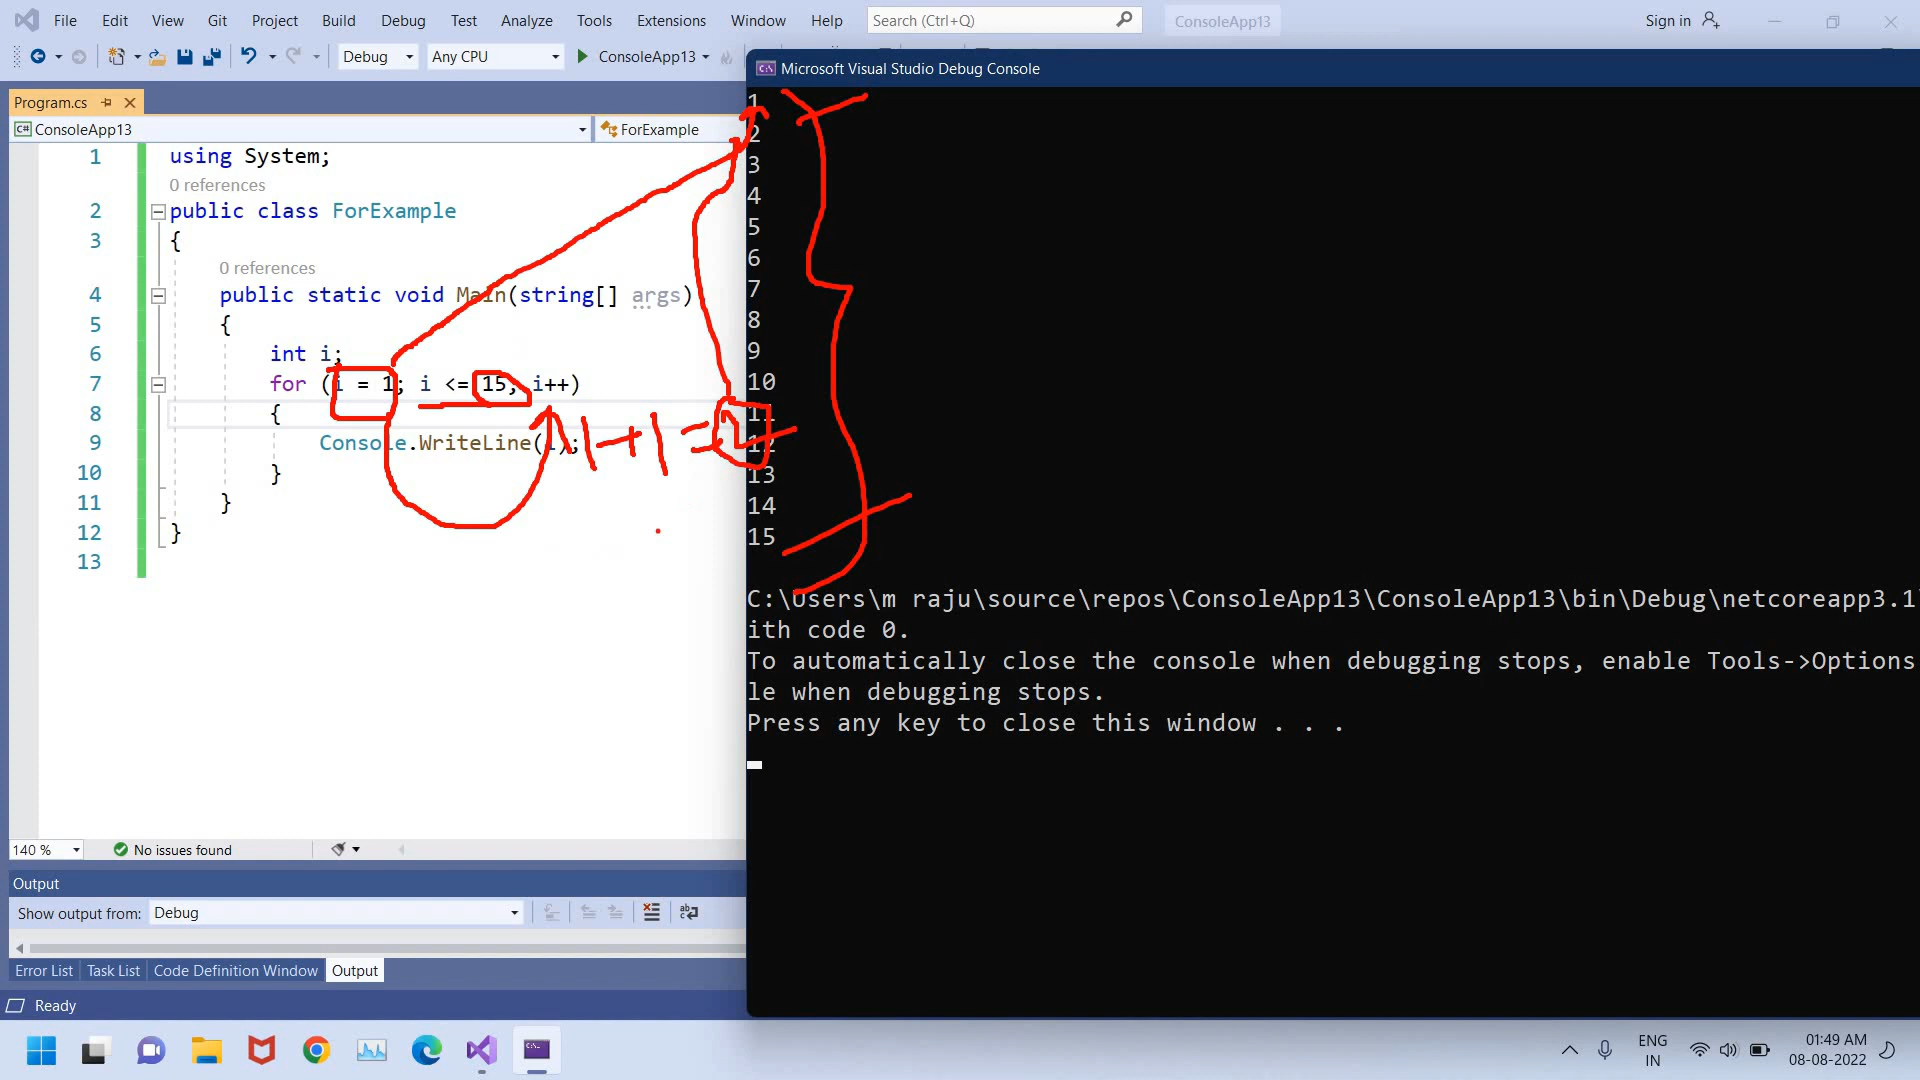 File Edit View Git Project Build Debug Test Analyze Tools Extensions Window Help Search (Ctrl+Q) ConsoleApp13 Sign in
Debug Any CPU ConsoleApp13
Program.cs
ConsoleApp13 ForExample
1 using System;
0 references
2 public class ForExample
3 {
0 references
4 public static void Main(string[] args)
5 {
6 int i;
7 for (i = 1; i <= 15; i++)
8 {
9 Console.WriteLine(i);
10 }
11 }
12 }
13
1+1=2
140 % No issues found
Output
Show output from: Debug
Error List Task List Code Definition Window Output
Ready
Microsoft Visual Studio Debug Console
1
2
3
4
5
6
7
8
9
10
11
12
13
14
15
C:\Users\m raju\source\repos\ConsoleApp13\ConsoleApp13\bin\Debug\netcoreapp3.1\
ith code 0.
To automatically close the console when debugging stops, enable Tools->Options
le when debugging stops.
Press any key to close this window . . .
ENG
IN
01:49 AM
08-08-2022